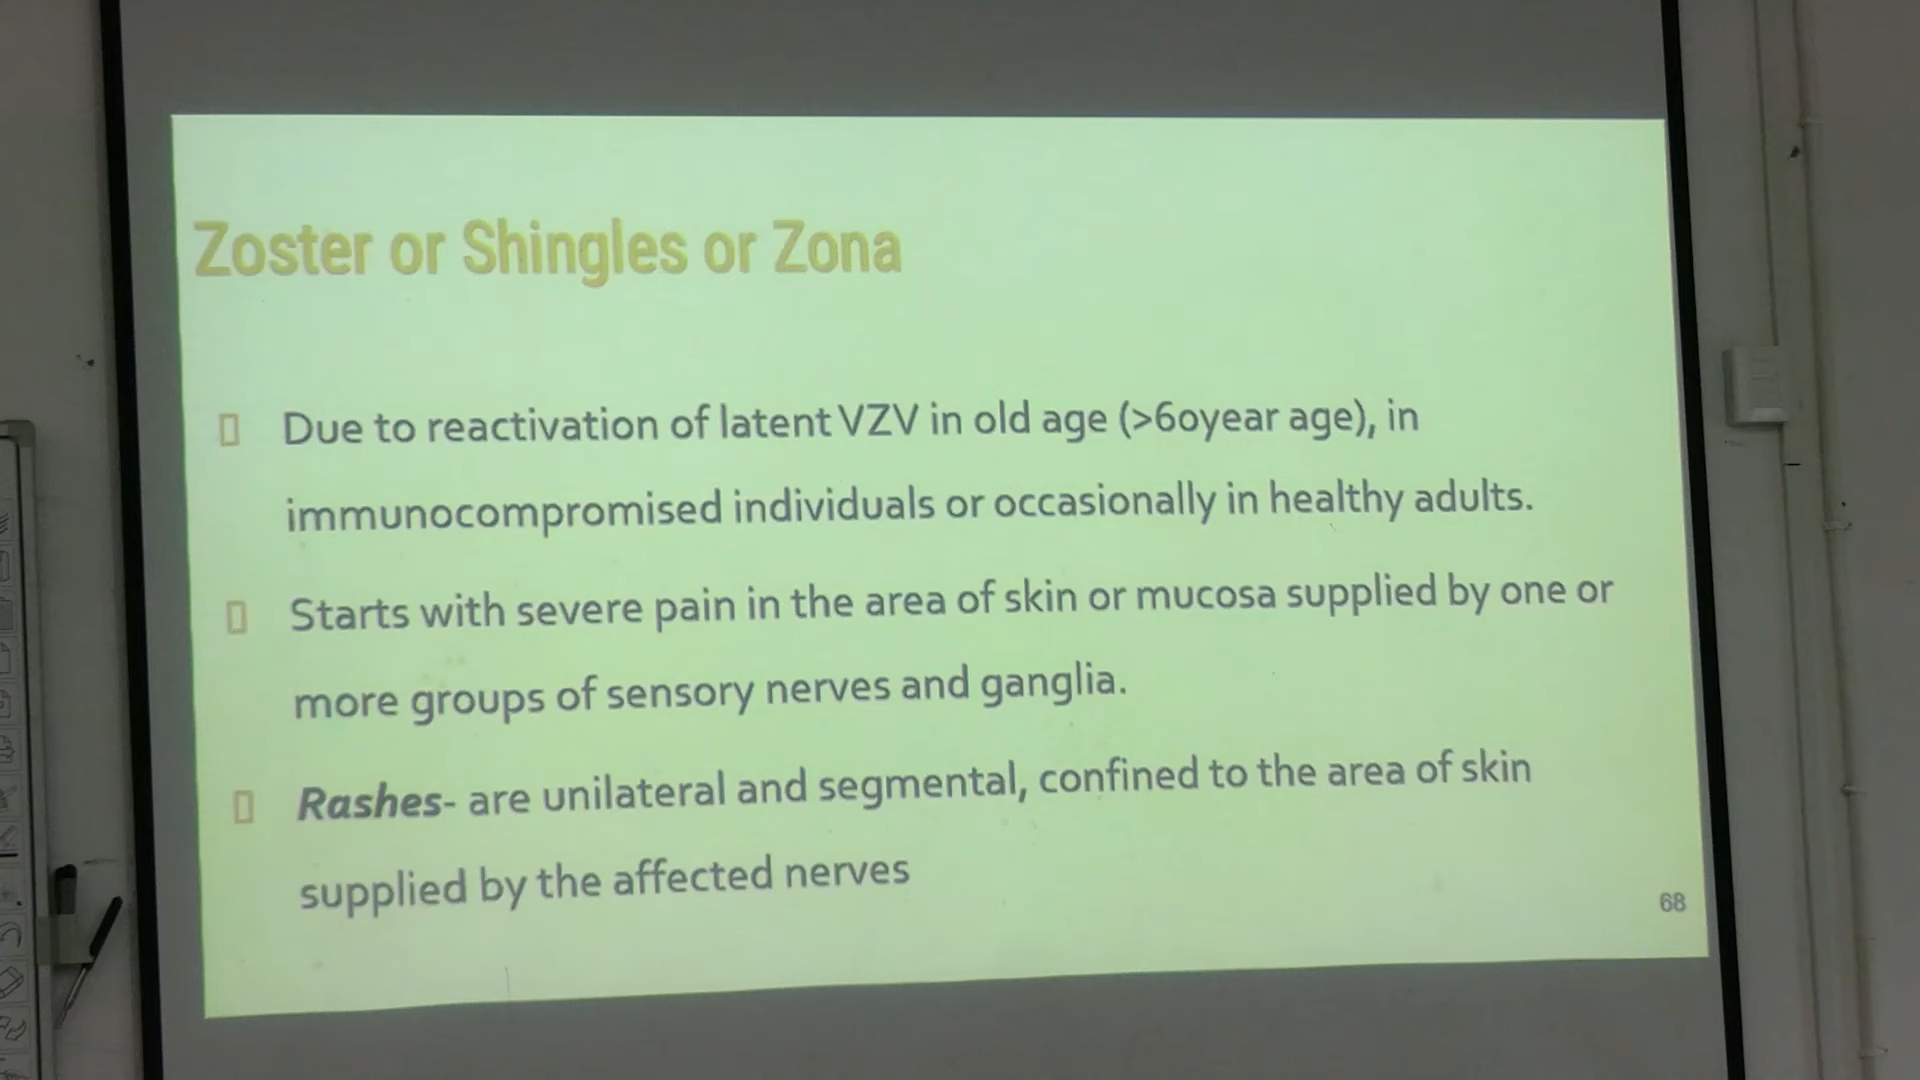 Zoster or Shingles or Zona
Due to reactivation of latent VZV in old age (>60year age), in
immunocompromised individuals or occasionally in healthy adults.
Starts with severe pain in the area of skin or mucosa supplied by one or
more groups of sensory nerves and ganglia.
Rashes- are unilateral and segmental, confined to the area of skin
supplied by the affected nerves
68